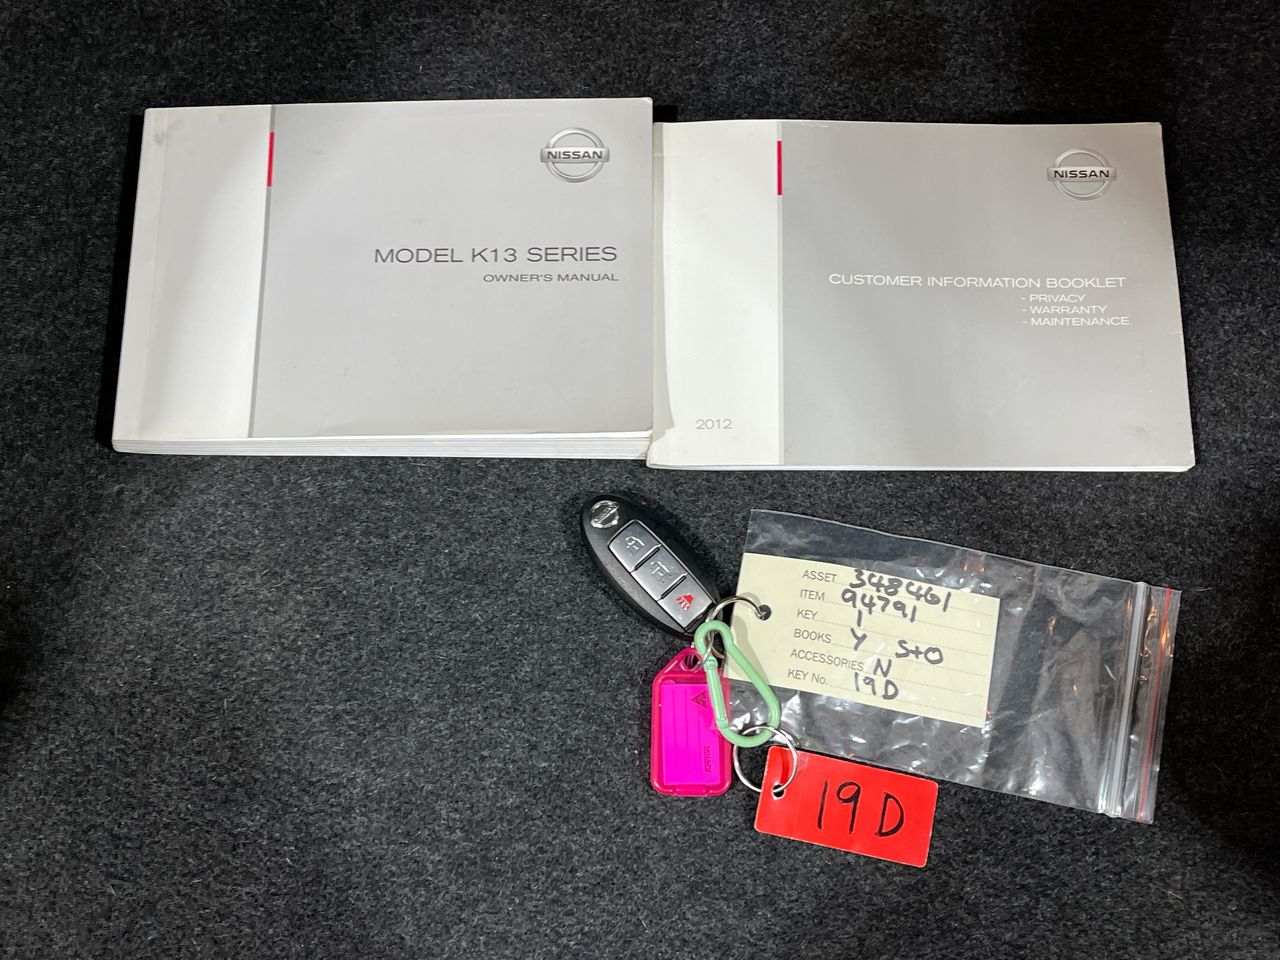 NISSAN
MODEL K13 SERIES
OWNER'S MANUAL
NISSAN
CUSTOMER INFORMATION BOOKLET
- PRIVACY
- WARRANTY
- MAINTENANCE
2012
NISSAN
ASSET 348461
ITEM 94791
KEY 1
BOOKS Y S+O
ACCESSORIES N
KEY No. 19D
19D